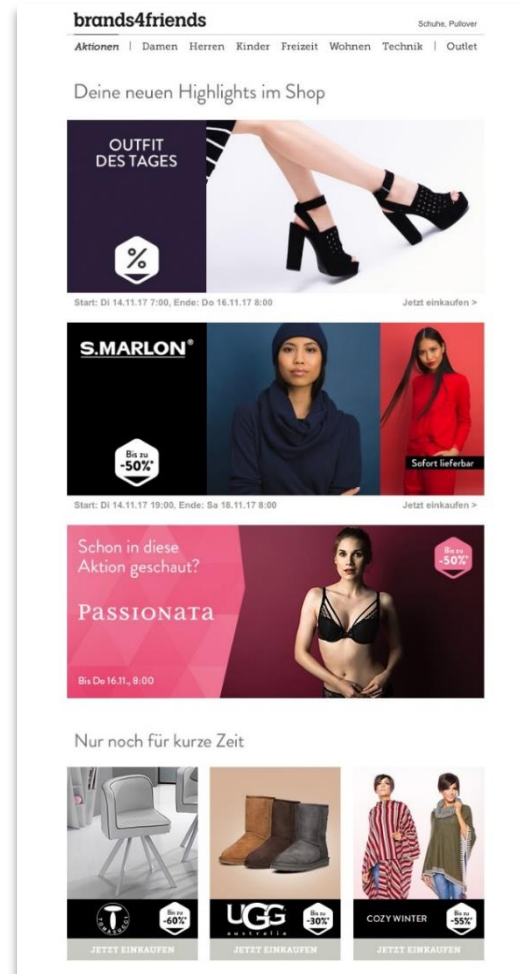 brands4friends
Schuhe, Pullover
Aktionen | Damen Herren Kinder Freizeit Wohnen Technik | Outlet
Deine neuen Highlights im Shop
OUTFIT
DES TAGES
%
Start: Di 14.11.17 7:00, Ende: Do 16.11.17 8:00
Jetzt einkaufen >
S.MARLON®
Bis zu
-50%*
Sofort lieferbar
Start: Di 14.11.17 19:00, Ende: Sa 18.11.17 8:00
Jetzt einkaufen >
Schon in diese
Aktion geschaut?
PASSIONATA
Bis Do 16.11., 8:00
Bis zu
-50%*
Nur noch für kurze Zeit
TOMASUCCI
Bis zu
-60%*
JETZT EINKAUFEN
UGG
australia
Bis zu
-30%*
JETZT EINKAUFEN
COZY WINTER
Bis zu
-55%*
JETZT EINKAUFEN